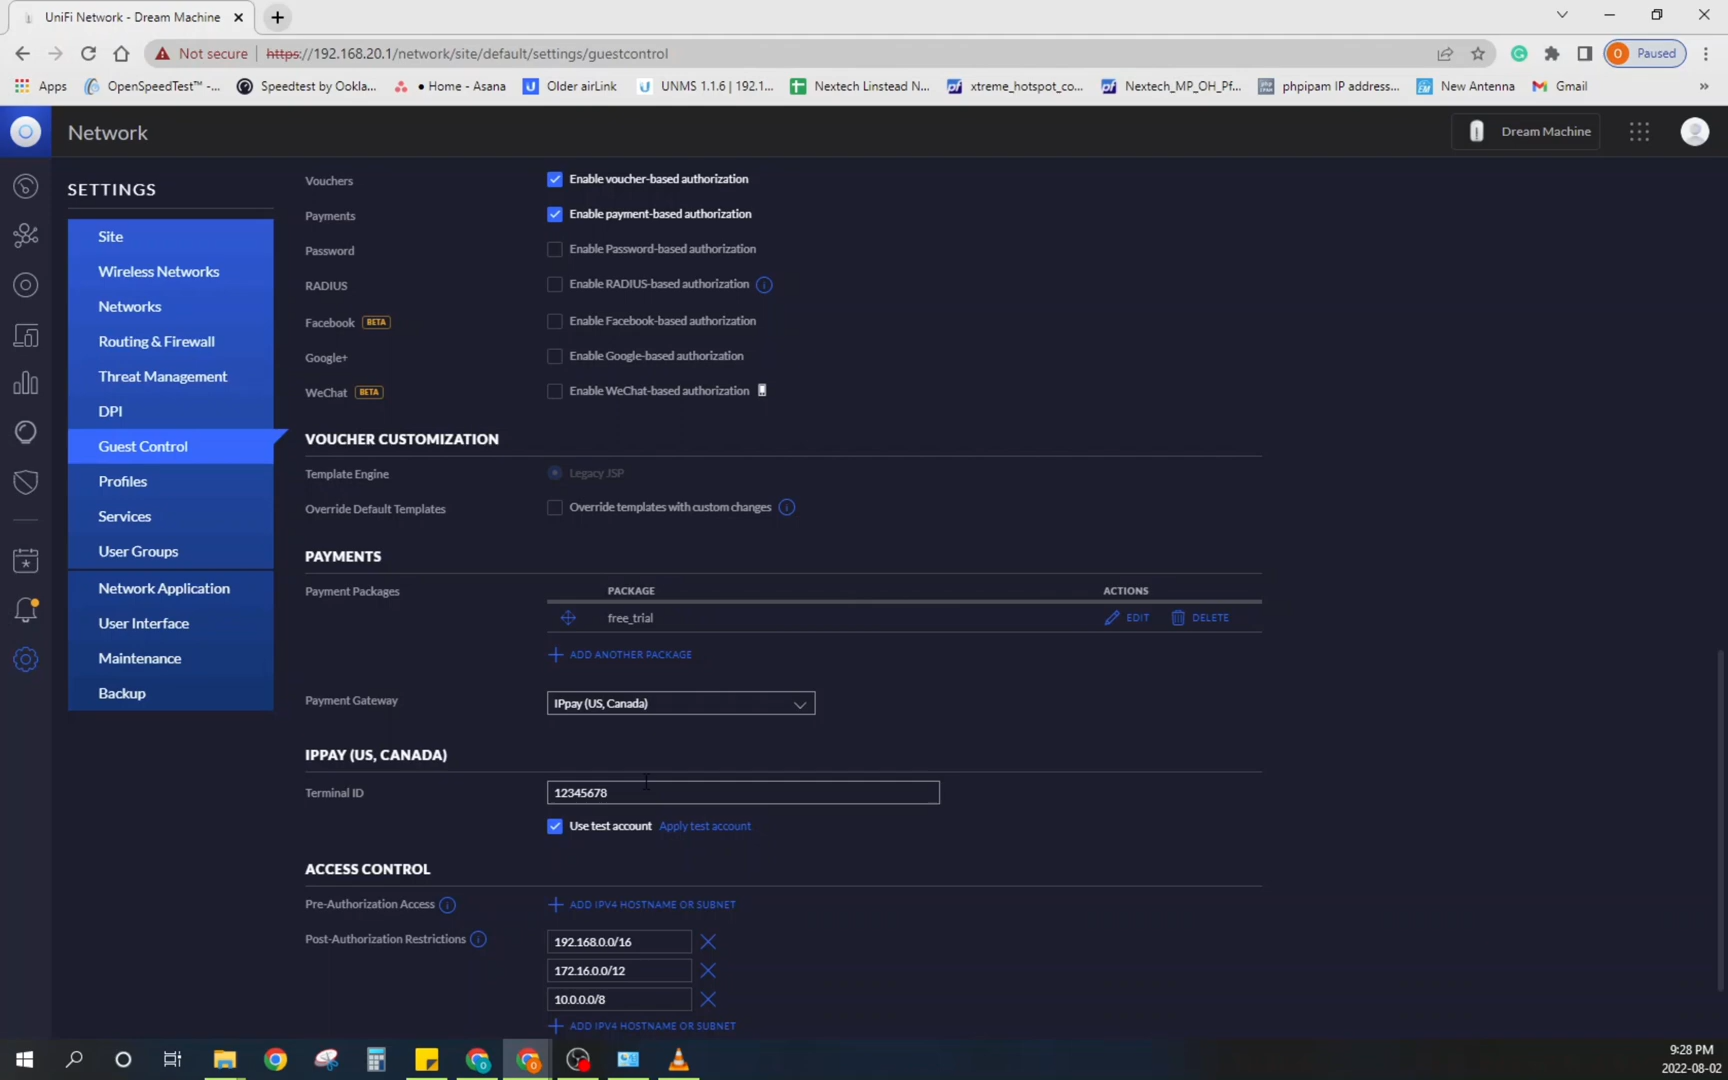 UniFi Network - Dream Machine
Not secure https://192.168.20.1/network/site/default/settings/guestcontrol
O Paused
Apps OpenSpeedTest™ -... Speedtest by Ookla... • Home - Asana Older airLink UNMS 1.1.6 | 192.1... Nextech Linstead N... xtreme_hotspot_co... Nextech_MP_OH_Pf... phpipam IP address... New Antenna Gmail »
Network
Dream Machine
SETTINGS
Site
Wireless Networks
Networks
Routing & Firewall
Threat Management
DPI
Guest Control
Profiles
Services
User Groups
Network Application
User Interface
Maintenance
Backup
Vouchers Enable voucher-based authorization
Payments Enable payment-based authorization
Password Enable Password-based authorization
RADIUS Enable RADIUS-based authorization
Facebook BETA Enable Facebook-based authorization
Google+ Enable Google-based authorization
WeChat BETA Enable WeChat-based authorization
VOUCHER CUSTOMIZATION
Template Engine Legacy JSP
Override Default Templates Override templates with custom changes
PAYMENTS
Payment Packages PACKAGE ACTIONS
free_trial EDIT DELETE
ADD ANOTHER PACKAGE
Payment Gateway IPpay (US, Canada)
IPPAY (US, CANADA)
Terminal ID 12345678
Use test account Apply test account
ACCESS CONTROL
Pre-Authorization Access ADD IPV4 HOSTNAME OR SUBNET
Post-Authorization Restrictions 192.168.0.0/16
172.16.0.0/12
10.0.0.0/8
ADD IPV4 HOSTNAME OR SUBNET
9:28 PM
2022-08-02